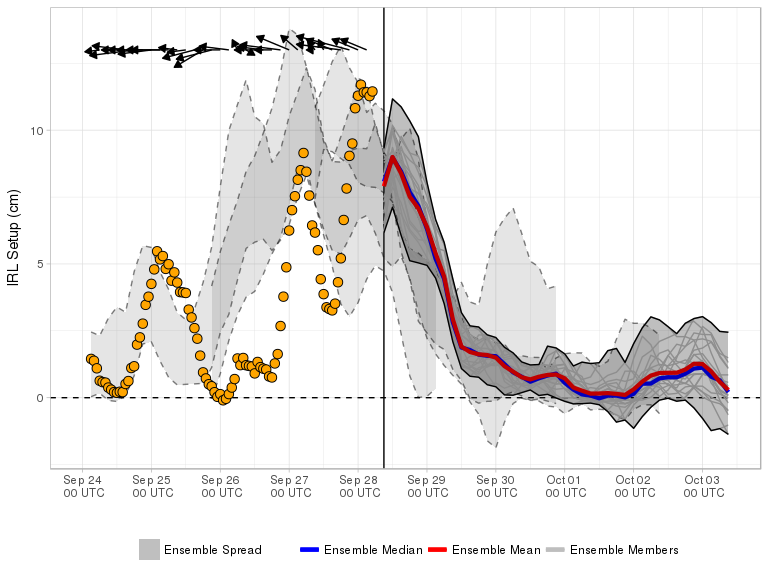 IRL Setup (cm)
10
5
0
Sep 24 Sep 25 Sep 26 Sep 27 Sep 28 Sep 29 Sep 30 Oct 01 Oct 02 Oct 03
00 UTC 00 UTC 00 UTC 00 UTC 00 UTC 00 UTC 00 UTC 00 UTC 00 UTC 00 UTC
Ensemble Spread Ensemble Median Ensemble Mean Ensemble Members